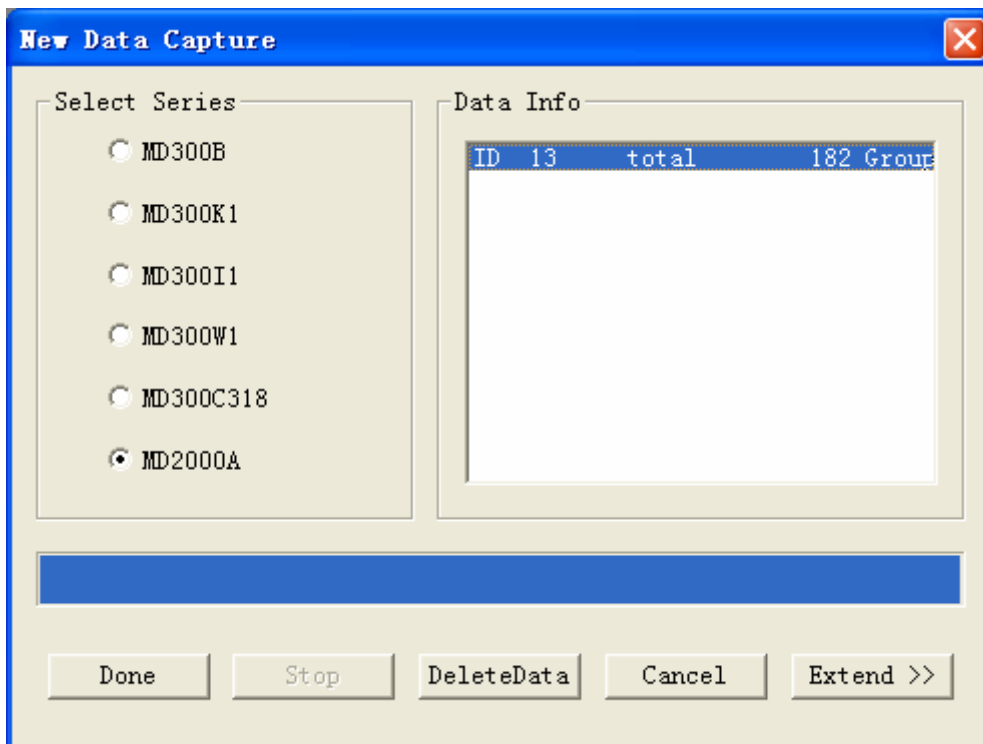 New Data Capture
Select Series
MD300B
MD300K1
MD300I1
MD300W1
MD300C318
MD2000A
Data Info
ID 13 total 182 Group
Done
Stop
DeleteData
Cancel
Extend >>